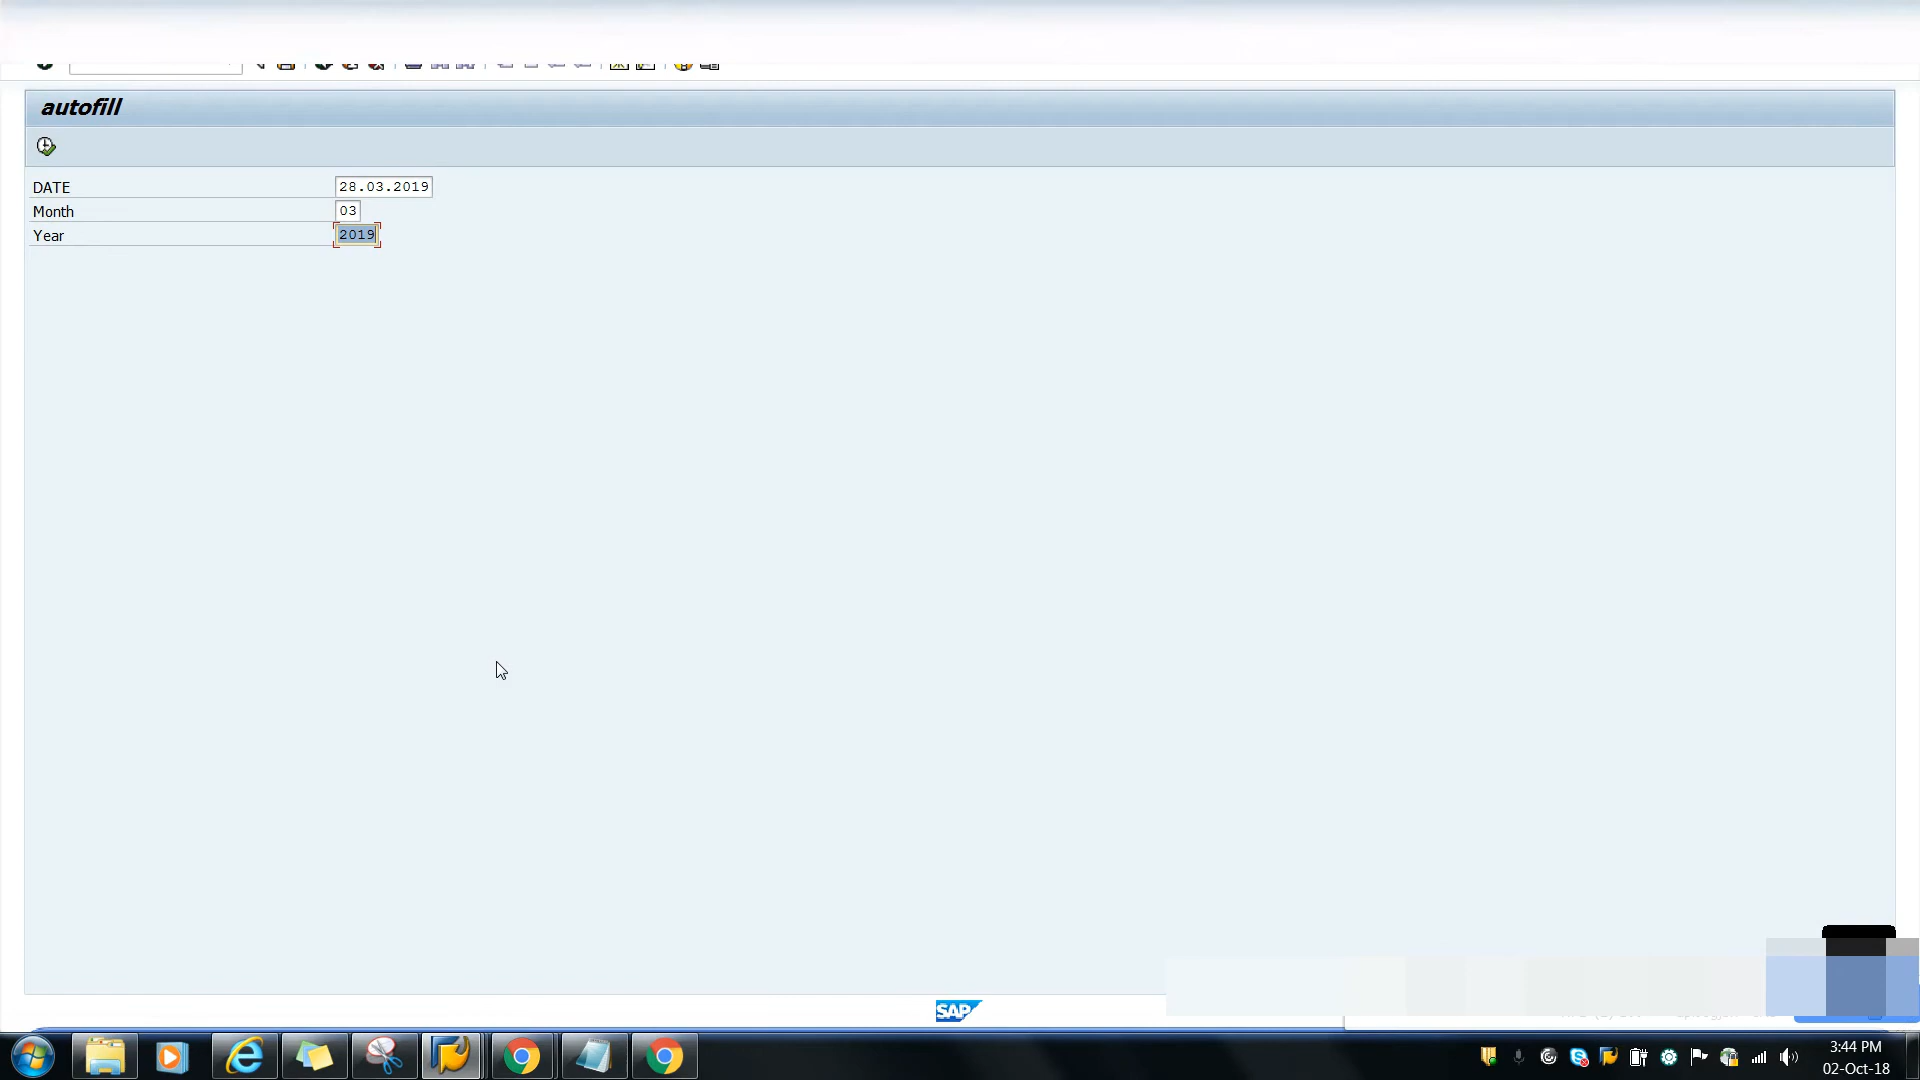 autofill
DATE 28.03.2019
Month 03
Year 2019
SAP
3:44 PM
02-Oct-18